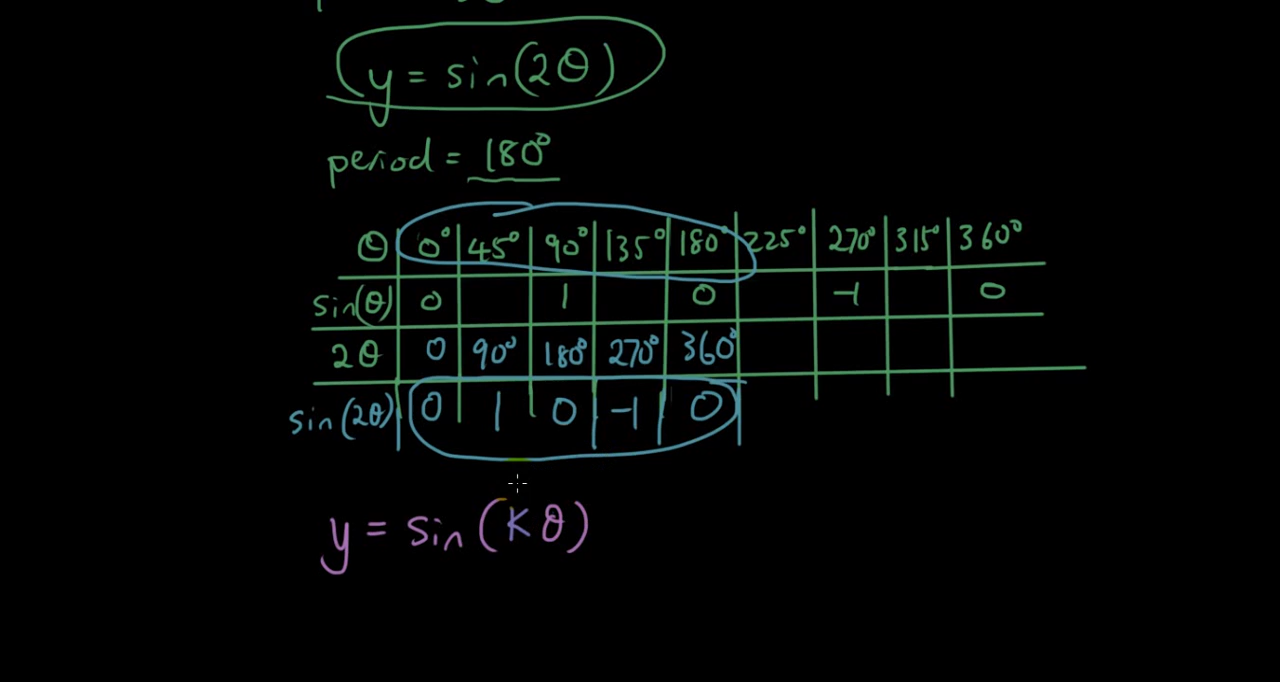 y = sin(2θ)
period = 180°
θ 0° 45° 90° 135° 180° 225° 270° 315° 360°
sin(θ) 0 1 0 -1 0
2θ 0 90° 180° 270° 360°
sin(2θ) 0 1 0 -1 0
y = sin(Kθ)